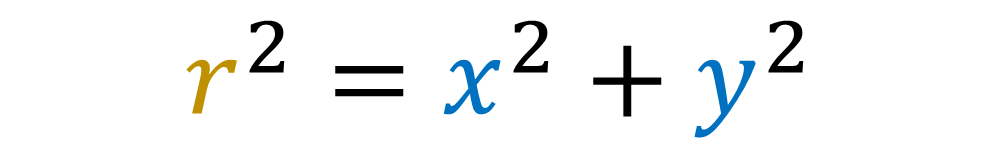 r² = x² + y²